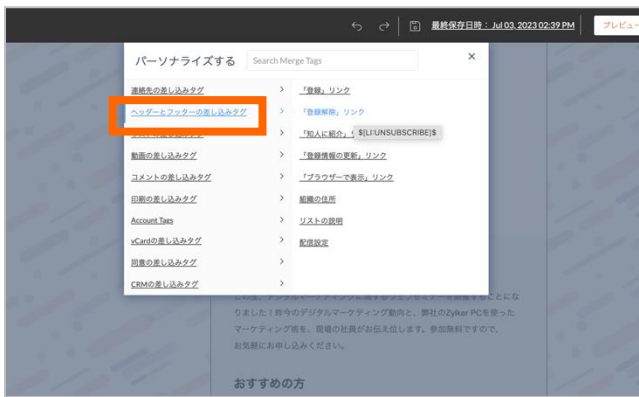 最終保存日時： Jul 03, 2023 02:39 PM
プレビュー
パーソナライズする
Search Merge Tags
連絡先の差し込みタグ
「登録」リンク
ヘッダーとフッターの差し込みタグ
「登録解除」リンク
「知人に紹介」
$[LI:UNSUBSCRIBE]$
動画の差し込みタグ
「登録情報の更新」リンク
コメントの差し込みタグ
「ブラウザーで表示」リンク
印刷の差し込みタグ
組織の住所
Account Tags
リストの説明
vCardの差し込みタグ
配信設定
同意の差し込みタグ
CRMの差し込みタグ
りました！昨今のデジタルマーケティング動向と、弊社のZylker PCを使った
マーケティング術を、現場の社員がお伝え位します。参加無料ですので、
お気軽にお申し込みください。
おすすめの方